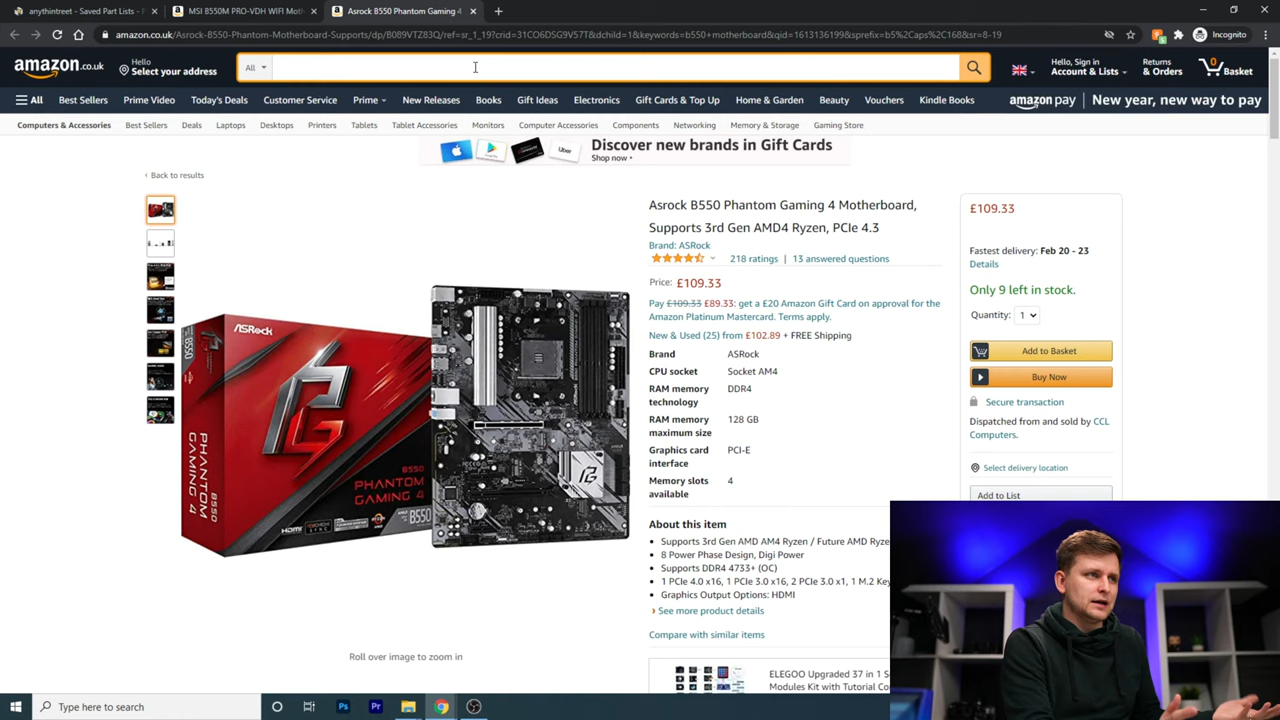 anythintreet - Saved Part Lists - P
MSI B550M PRO-VDH WIFI Mothe
Asrock B550 Phantom Gaming 4
amazon.co.uk/Asrock-B550-Phantom-Motherboard-Supports/dp/B089VTZ83Q/ref=sr_1_19?crid=31CO6DSG9V57T&dchild=1&keywords=b550+motherboard&qid=1613136199&sprefix=b5%2Caps%2C168&sr=8-19
Incognito
amazon.co.uk
Hello
Select your address
All
Hello, Sign in
Account & Lists
Returns
& Orders
0
Basket
All
Best Sellers
Prime Video
Today's Deals
Customer Service
Prime
New Releases
Books
Gift Ideas
Electronics
Gift Cards & Top Up
Home & Garden
Beauty
Vouchers
Kindle Books
amazon pay
New year, new way to pay
Computers & Accessories
Best Sellers
Deals
Laptops
Desktops
Printers
Tablets
Tablet Accessories
Monitors
Computer Accessories
Components
Networking
Memory & Storage
Gaming Store
Uber
Discover new brands in Gift Cards
Shop now ›
‹ Back to results
ASRock
B550
PHANTOM GAMING 4
B550
PHANTOM
GAMING 4
HDMI
B550
Roll over image to zoom in
Asrock B550 Phantom Gaming 4 Motherboard,
Supports 3rd Gen AMD4 Ryzen, PCIe 4.3
Brand: ASRock
218 ratings | 13 answered questions
Price: £109.33
Pay £109.33 £89.33: get a £20 Amazon Gift Card on approval for the
Amazon Platinum Mastercard. Terms apply.
New & Used (25) from £102.89 + FREE Shipping
Brand ASRock
CPU socket Socket AM4
RAM memory DDR4
technology
RAM memory 128 GB
maximum size
Graphics card PCI-E
interface
Memory slots 4
available
About this item
• Supports 3rd Gen AMD AM4 Ryzen / Future AMD Ryze
• 8 Power Phase Design, Digi Power
• Supports DDR4 4733+ (OC)
• 1 PCIe 4.0 x16, 1 PCIe 3.0 x16, 2 PCIe 3.0 x1, 1 M.2 Key
• Graphics Output Options: HDMI
› See more product details
Compare with similar items
ELEGOO Upgraded 37 in 1 S
Modules Kit with Tutorial Co
£109.33
Fastest delivery: Feb 20 - 23
Details
Only 9 left in stock.
Quantity: 1
Add to Basket
Buy Now
Secure transaction
Dispatched from and sold by CCL
Computers.
Select delivery location
Add to List
Type here to search
Ps
Pr